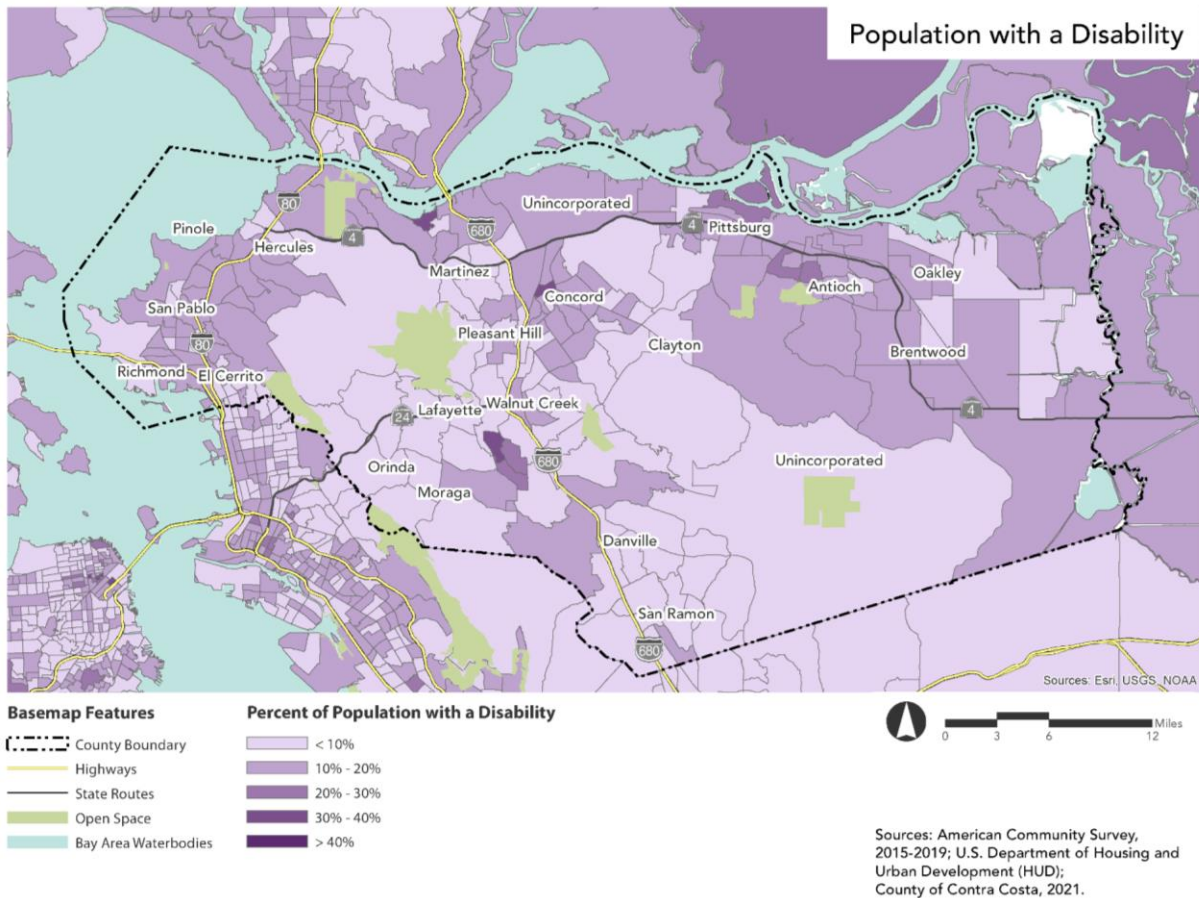 Population with a Disability
Unincorporated
Pinole
80
Hercules
4
680
4
Pittsburg
Martinez
Oakley
Antioch
Concord
San Pablo
Pleasant Hill
80
Clayton
Brentwood
Richmond
El Cerrito
24
Lafayette
Walnut Creek
4
Orinda
680
Unincorporated
Moraga
Danville
San Ramon
680
Sources: Esri, USGS, NOAA
Basemap Features
County Boundary
Highways
State Routes
Open Space
Bay Area Waterbodies
Percent of Population with a Disability
< 10%
10% - 20%
20% - 30%
30% - 40%
> 40%
Miles
0 3 6 12
Sources: American Community Survey,
2015-2019; U.S. Department of Housing and
Urban Development (HUD);
County of Contra Costa, 2021.